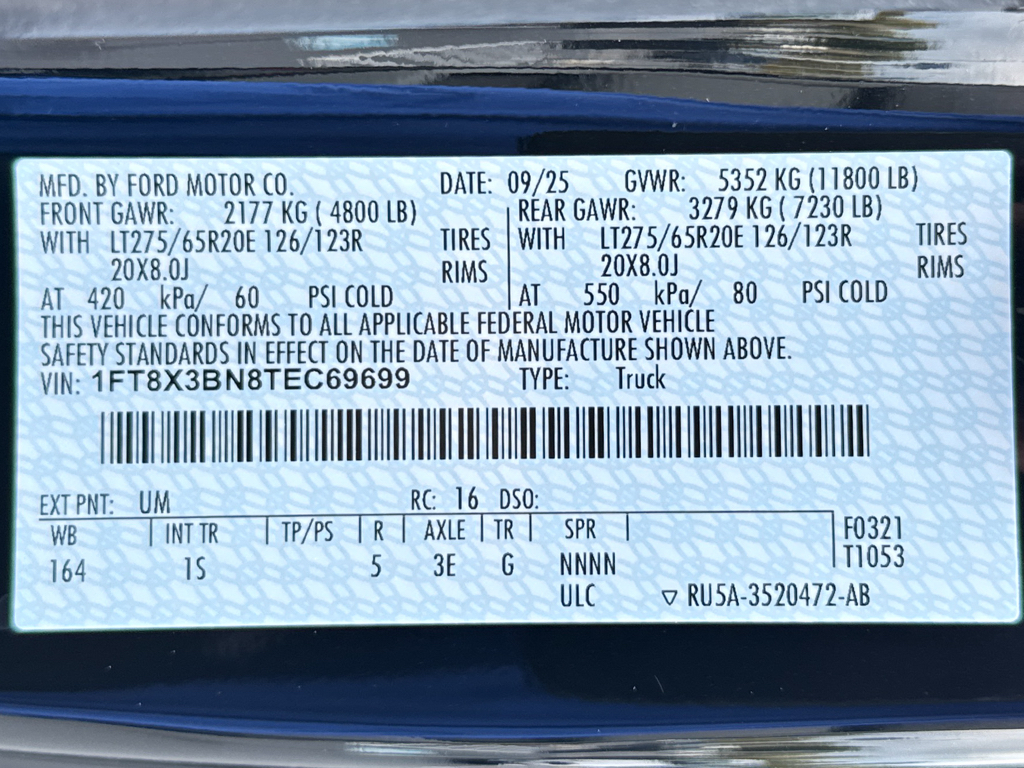 MFD. BY FORD MOTOR CO. DATE: 09/25 GVWR: 5352 KG (11800 LB)
FRONT GAWR: 2177 KG ( 4800 LB) REAR GAWR: 3279 KG ( 7230 LB)
WITH LT275/65R20E 126/123R TIRES WITH LT275/65R20E 126/123R TIRES
20X8.0J RIMS 20X8.0J RIMS
AT 420 kPa/ 60 PSI COLD AT 550 kPa/ 80 PSI COLD
THIS VEHICLE CONFORMS TO ALL APPLICABLE FEDERAL MOTOR VEHICLE
SAFETY STANDARDS IN EFFECT ON THE DATE OF MANUFACTURE SHOWN ABOVE.
VIN: 1FT8X3BN8TEC69699 TYPE: Truck
EXT PNT: UM RC: 16 DSO:
WB INT TR TP/PS R AXLE TR SPR F0321
164 1S 5 3E G NNNN T1053
ULC ▽ RU5A-3520472-AB